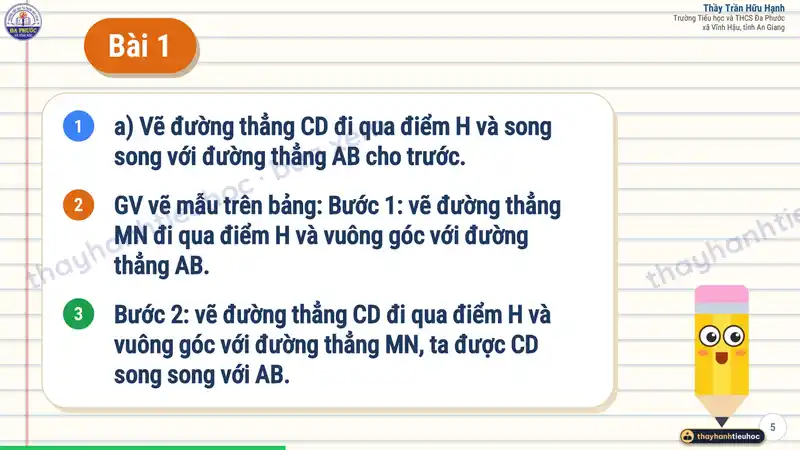 Thầy Trần Hữu Hạnh
Trường Tiểu học và THCS Đa Phước
xã Vĩnh Hậu, tỉnh An Giang
ĐA PHƯỚC
Bài 1
1
a) Vẽ đường thẳng CD đi qua điểm H và song
song với đường thẳng AB cho trước.
2
GV vẽ mẫu trên bảng: Bước 1: vẽ đường thẳng
MN đi qua điểm H và vuông góc với đường
thẳng AB.
3
Bước 2: vẽ đường thẳng CD đi qua điểm H và
vuông góc với đường thẳng MN, ta được CD
song song với AB.
thayhanhtieuhoc
5